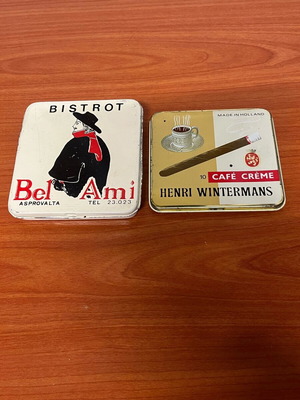 BISTROT
Bel Ami
ASPROVALTA TEL 23.023
MADE IN HOLLAND
10 CAFÉ CRÈME
HENRI WINTERMANS